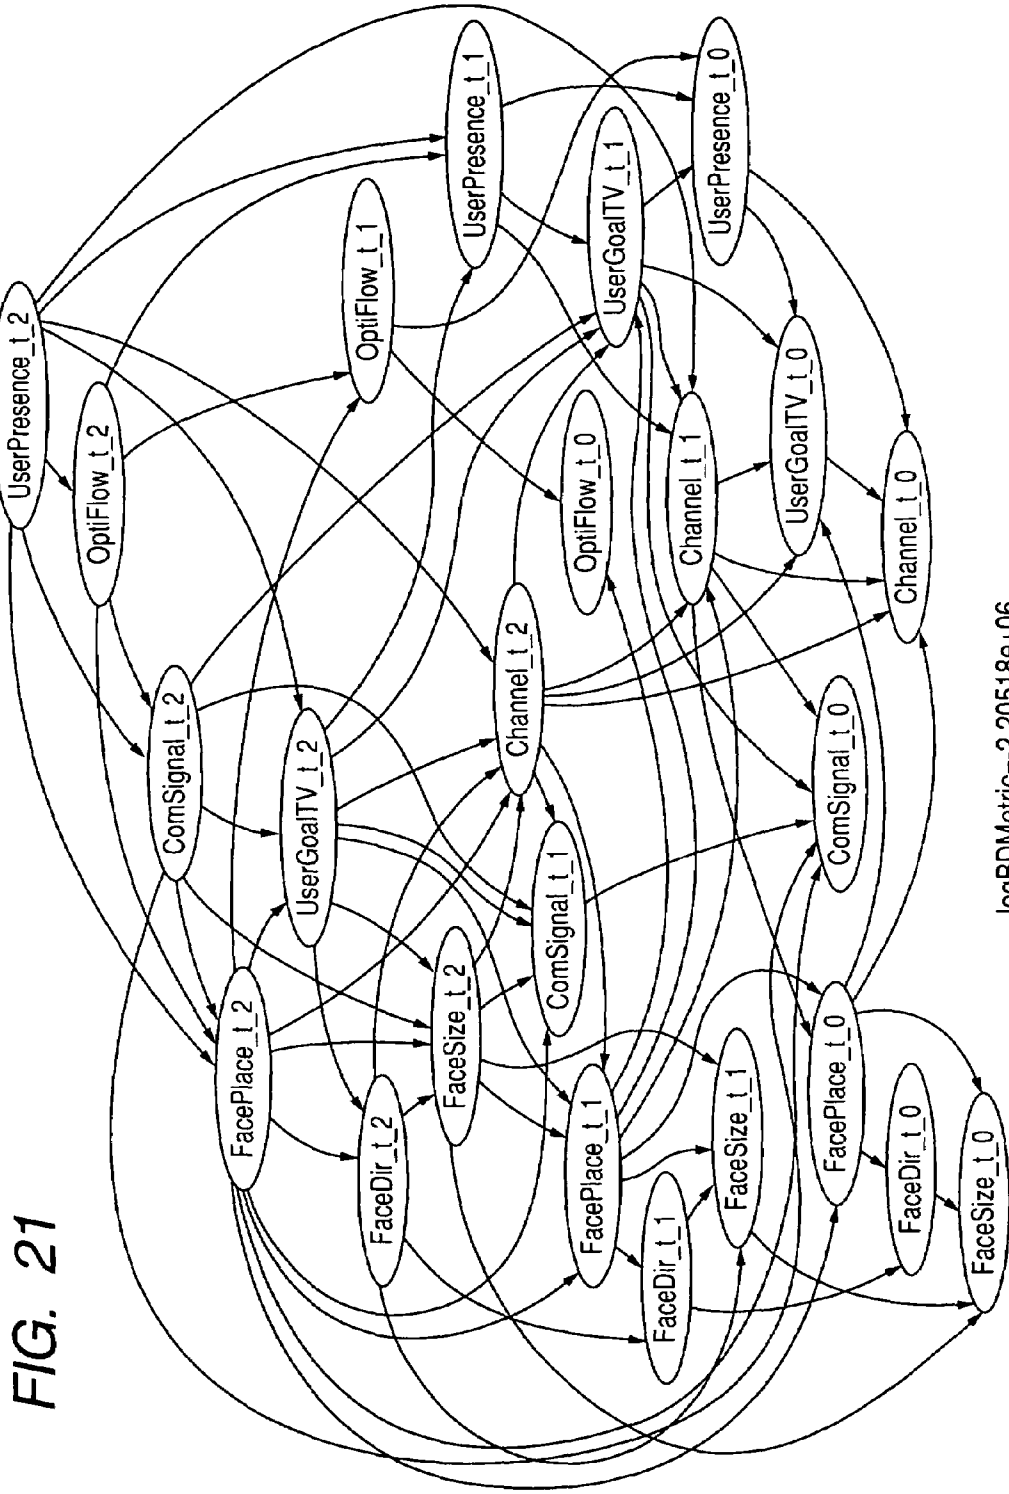 FIG. 21
UserPresence_t_2
OptiFlow_t_2
ComSignal_t_2
FacePlace_t_2
UserGoalTV_t_2
OptiFlow_t_1
FaceDir_t_2
FaceSize_t_2
UserPresence_t_1
Channel_t_2
ComSignal_t_1
OptiFlow_t_0
FacePlace_t_1
UserGoalTV_t_1
FaceDir_t_1
Channel_t_1
FaceSize_t_1
UserPresence_t_0
UserGoalTV_t_0
ComSignal_t_0
FacePlace_t_0
FaceDir_t_0
Channel_t_0
FaceSize_t_0